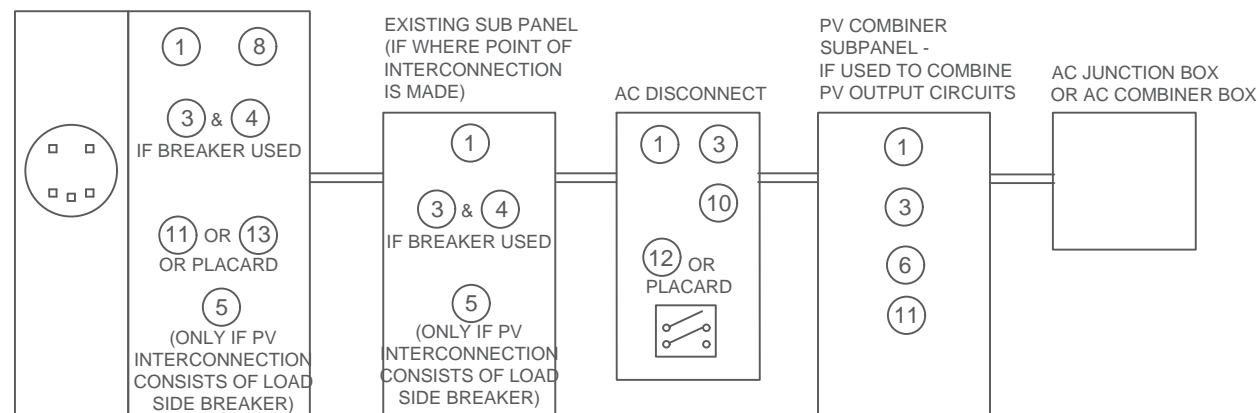 1 8
3 & 4
IF BREAKER USED
11 OR 13
OR PLACARD
5
(ONLY IF PV
INTERCONNECTION
CONSISTS OF LOAD
SIDE BREAKER)
EXISTING SUB PANEL
(IF WHERE POINT OF
INTERCONNECTION
IS MADE)
1
3 & 4
IF BREAKER USED
5
(ONLY IF PV
INTERCONNECTION
CONSISTS OF LOAD
SIDE BREAKER)
AC DISCONNECT
1 3
10
12 OR
PLACARD
PV COMBINER
SUBPANEL -
IF USED TO COMBINE
PV OUTPUT CIRCUITS
1
3
6
11
AC JUNCTION BOX
OR AC COMBINER BOX